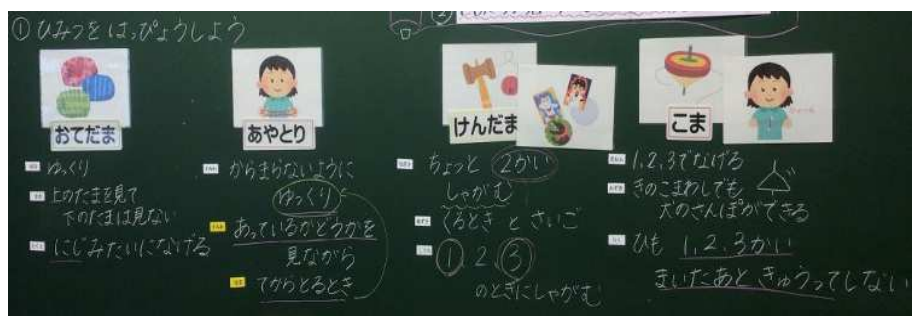 ① ひみつを はっぴょうしよう
おてだま
ゆっくり
上のたまを見て
下のたまは見ない
にじみたいになげる
あやとり
からまらないように
ゆっくり
あっているかどうかを
見ながら
てからとるとき
けんだま
ちょっと 2かい
しゃがむ
くるとき と さいご
① 2、③
のときにしゃがむ
こま
1、2、3でなげる
きのこまわしでも
犬のさんぽができる
ひも 1、2、3かい
まいたあと きゅうってしない